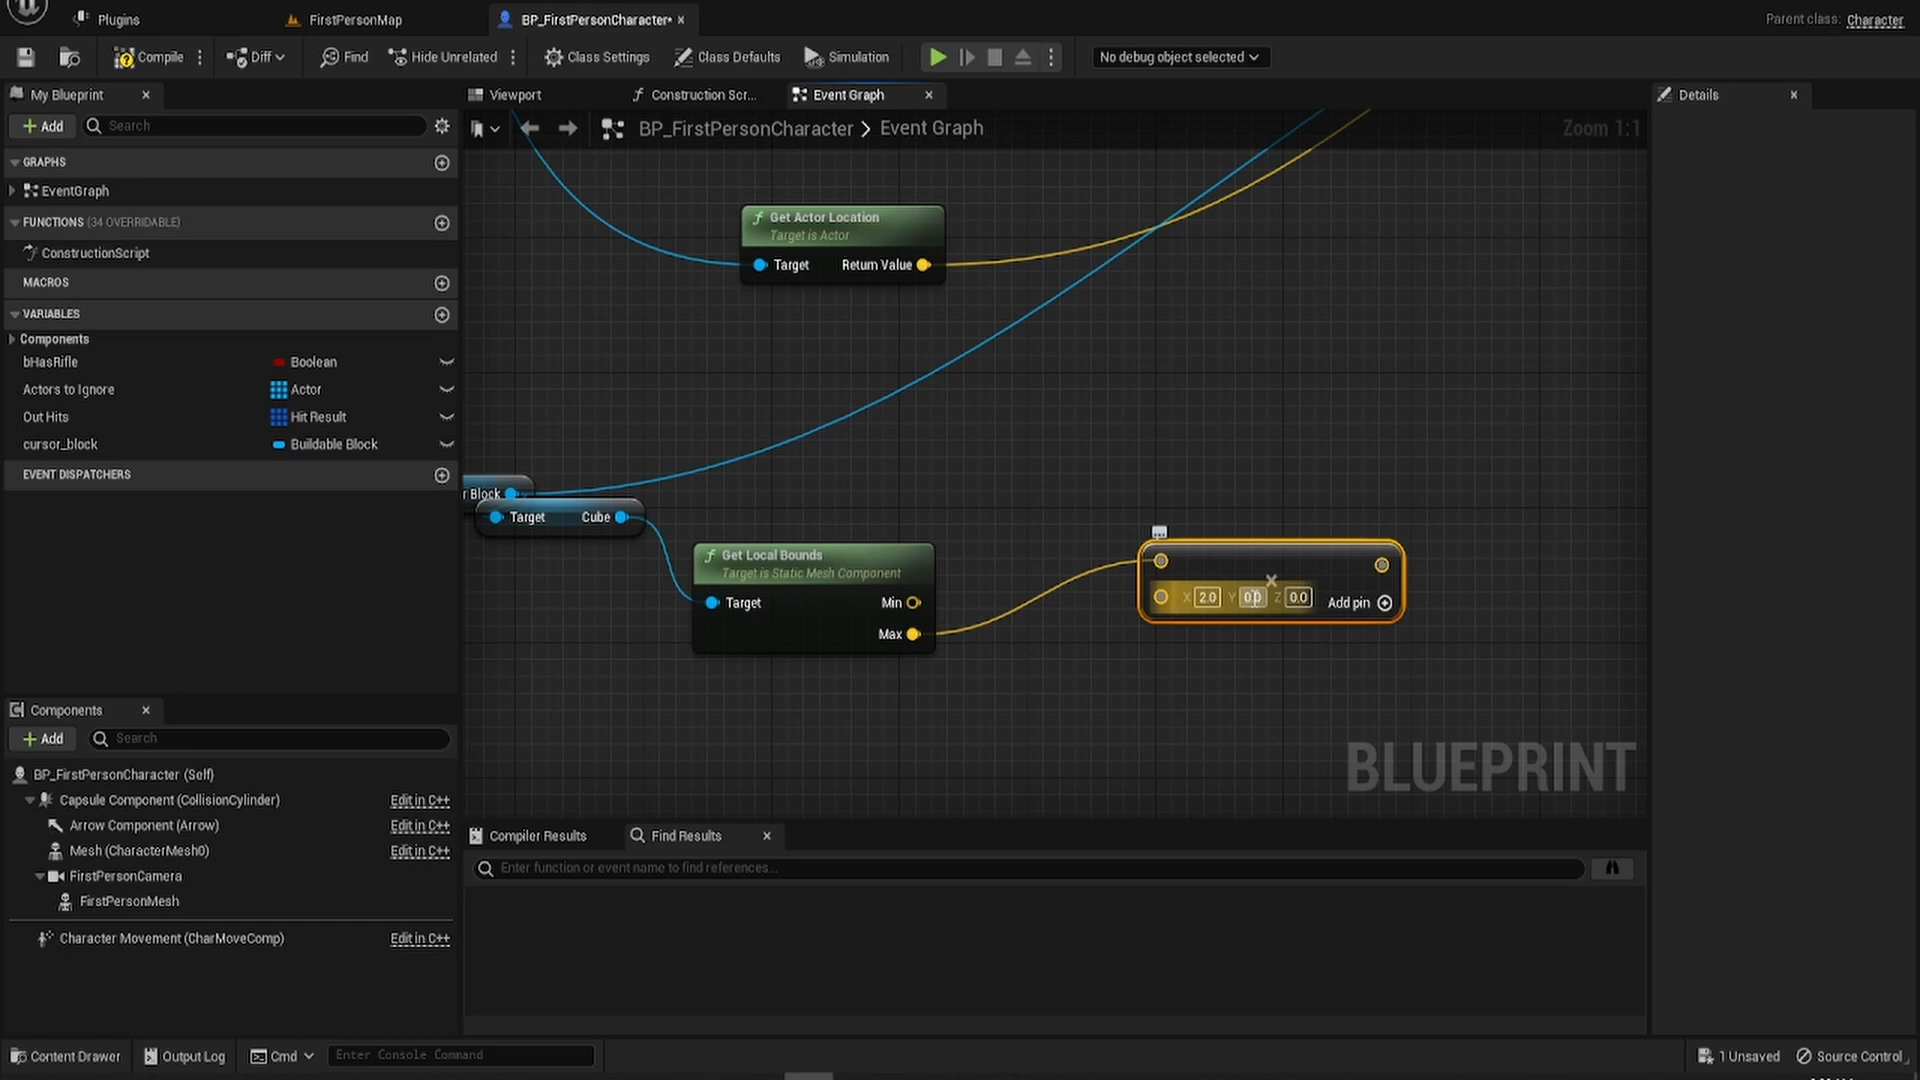 Plugins
FirstPersonMap
BP_FirstPersonCharacter*
Parent class: Character
Compile
Diff
Find
Hide Unrelated
Class Settings
Class Defaults
Simulation
No debug object selected
My Blueprint
Viewport
Construction Scr...
Event Graph
Details
Add
Search
BP_FirstPersonCharacter > Event Graph
Zoom 1:1
GRAPHS
EventGraph
FUNCTIONS (34 OVERRIDABLE)
ConstructionScript
MACROS
VARIABLES
Components
bHasRifle Boolean
Actors to Ignore Actor
Out Hits Hit Result
cursor_block Buildable Block
EVENT DISPATCHERS
Get Actor Location
Target is Actor
Target Return Value
r Block
Target Cube
Get Local Bounds
Target is Static Mesh Component
Target Min
Max
X 2.0 Y 0.0 Z 0.0 Add pin
BLUEPRINT
Components
Add
Search
BP_FirstPersonCharacter (Self)
Capsule Component (CollisionCylinder) Edit in C++
Arrow Component (Arrow) Edit in C++
Mesh (CharacterMesh0) Edit in C++
FirstPersonCamera
FirstPersonMesh
Character Movement (CharMoveComp) Edit in C++
Compiler Results
Find Results
Enter function or event name to find references...
Content Drawer
Output Log
Cmd
Enter Console Command
1 Unsaved
Source Control